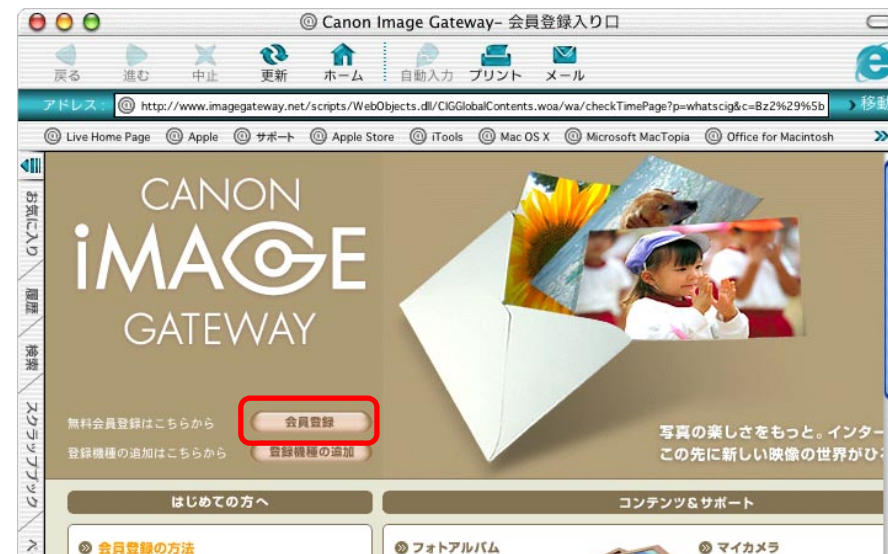 Canon Image Gateway– 会員登録入り口
戻る 進む 中止 更新 ホーム 自動入力 プリント メール
アドレス: http://www.imagegateway.net/scripts/WebObjects.dll/CIGGlobalContents.woa/wa/checkTimePage?p=whatscig&c=Bz2%29%5b 移動
Live Home Page Apple サポート Apple Store iTools Mac OS X Microsoft MacTopia Office for Macintosh
お気に入り
履歴
検索
スクラップブック
CANON
iMAGE
GATEWAY
無料会員登録はこちらから 会員登録
登録機種の追加はこちらから 登録機種の追加
写真の楽しさをもっと。インター
この先に新しい映像の世界がひ
はじめての方へ
コンテンツ&サポート
会員登録の方法
フォトアルバム
マイカメラ